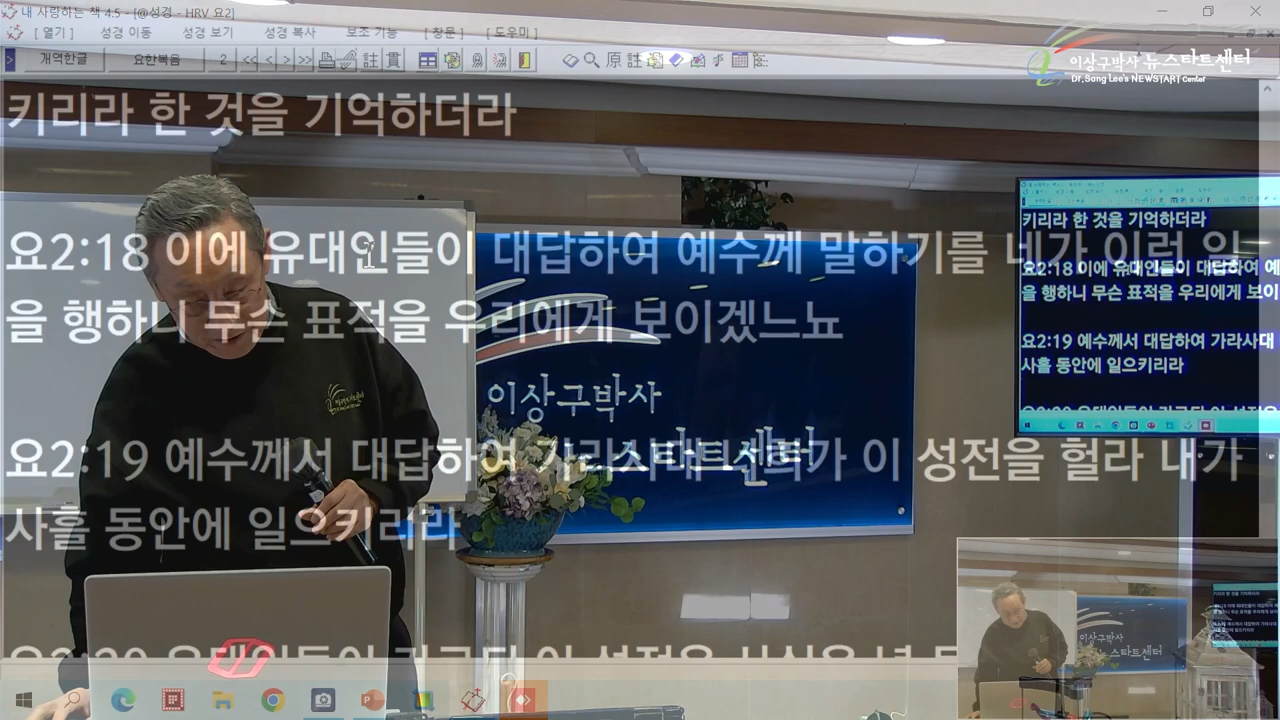 내 사랑하는 책 4.5 - [@성경 - HRV 요2]
[ 열기 ] 성경 이동 성경 보기 성경 복사 보조 기능 [ 창문 ] [ 도우미 ]
개역한글 요한복음 2 << < > >>
이상구박사 뉴스타트센터
Dr.Sang Lee's NEWSTART Center
키리라 한 것을 기억하더라
요2:18 이에 유대인들이 대답하여 예수께 말하기를 네가 이런 일
을 행하니 무슨 표적을 우리에게 보이겠느뇨
요2:19 예수께서 대답하여 가라사대 너희가 이 성전을 헐라 내가
사흘 동안에 일으키리라
이상구박사
뉴스타트센터
키리라 한 것을 기억하더라
요2:18 이에 유대인들이 대답하여 예
을 행하니 무슨 표적을 우리에게 보이
요2:19 예수께서 대답하여 가라사대
사흘 동안에 일으키리라
이상구박사
뉴스타트센터